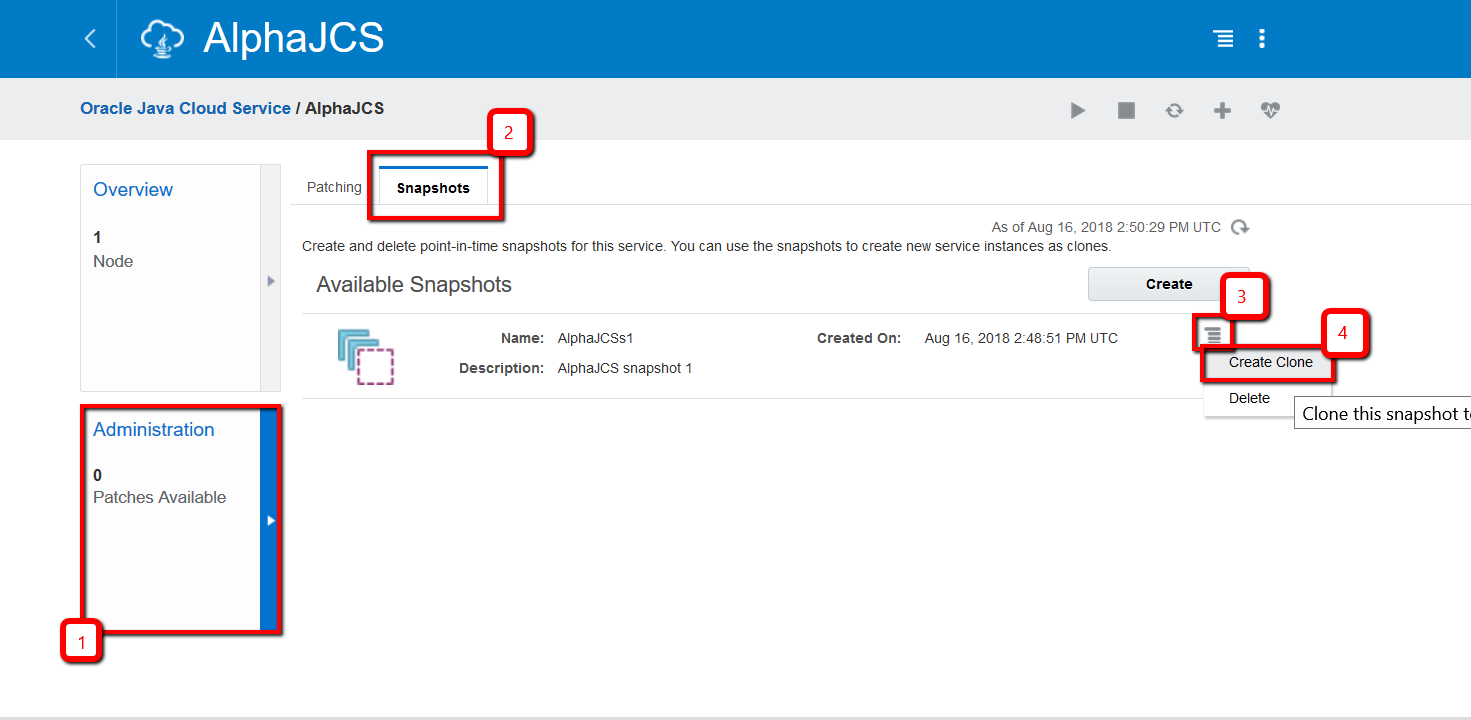 AlphaJCS
Oracle Java Cloud Service / AlphaJCS
2
Overview
1
Node
Patching
Snapshots
As of Aug 16, 2018 2:50:29 PM UTC
Create and delete point-in-time snapshots for this service. You can use the snapshots to create new service instances as clones.
Available Snapshots
Create
3
Name: AlphaJCSs1
Created On: Aug 16, 2018 2:48:51 PM UTC
4
Description: AlphaJCS snapshot 1
Create Clone
Delete
Clone this snapshot t
Administration
0
Patches Available
1